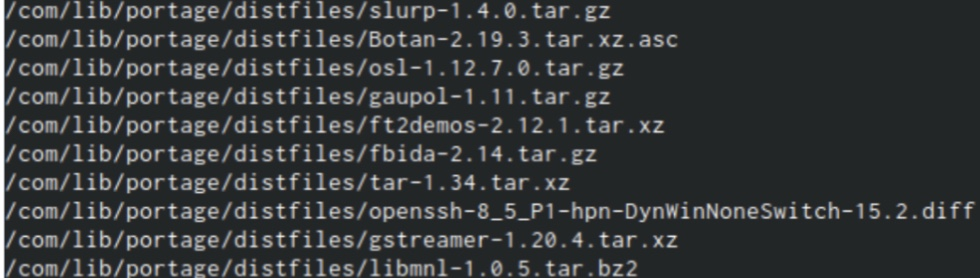 /com/lib/portage/distfiles/slurp-1.4.0.tar.gz
/com/lib/portage/distfiles/Botan-2.19.3.tar.xz.asc
/com/lib/portage/distfiles/osl-1.12.7.0.tar.gz
/com/lib/portage/distfiles/gaupol-1.11.tar.gz
/com/lib/portage/distfiles/ft2demos-2.12.1.tar.xz
/com/lib/portage/distfiles/fbida-2.14.tar.gz
/com/lib/portage/distfiles/tar-1.34.tar.xz
/com/lib/portage/distfiles/openssh-8_5_P1-hpn-DynWinNoneSwitch-15.2.diff
/com/lib/portage/distfiles/gstreamer-1.20.4.tar.xz
/com/lib/portage/distfiles/libmnl-1.0.5.tar.bz2